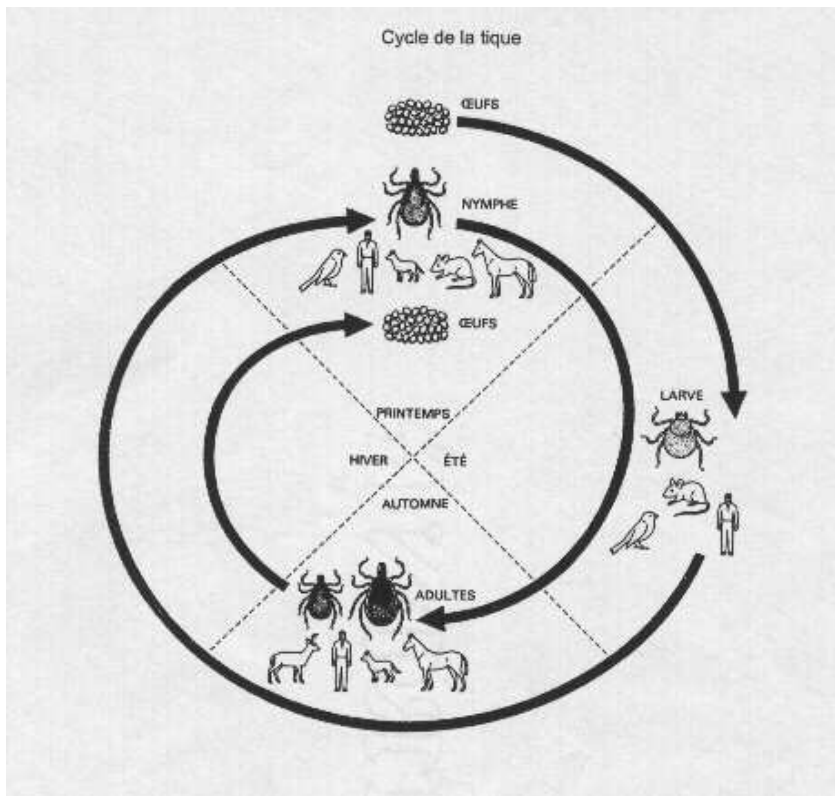 Cycle de la tique
ŒUFS
NYMPHE
ŒUFS
LARVE
PRINTEMPS
HIVER
ÉTÉ
AUTOMNE
ADULTES